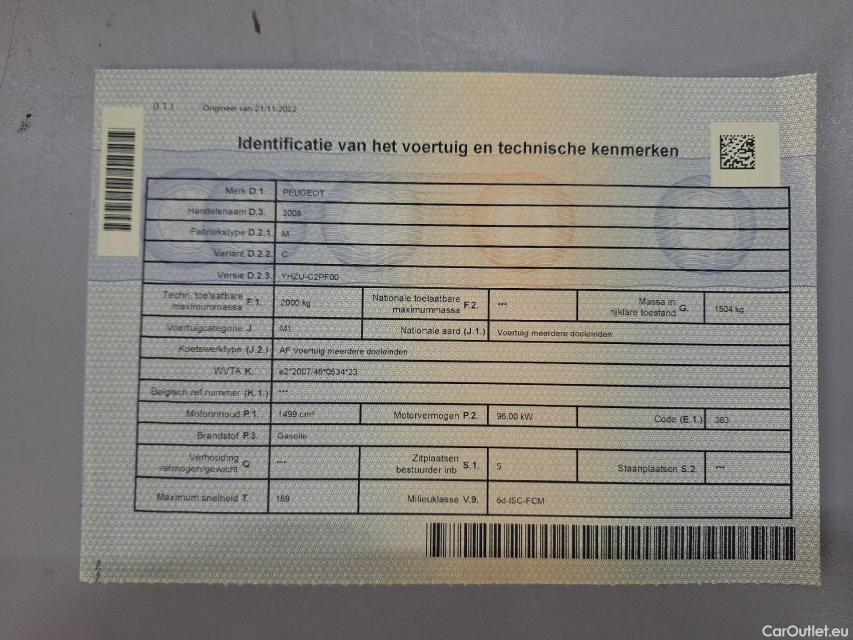 (I.1.) Origineel van 21/11/2022
Identificatie van het voertuig en technische kenmerken
Merk D.1. PEUGEOT
Handelsnaam D.3. 3008
Fabriekstype D.2.1. M
Variant D.2.2. C
Versie D.2.3. YHZU-C2PF00
Techn. toelaatbare maximummassa F.1. 2000 kg Nationale toelaatbare maximummassa F.2. *** Massa in rijklare toestand G. 1504 kg
Voertuigcategorie J. M1 Nationale aard (J.1.) Voertuig meerdere doeleinden
Koetswerktype (J.2.) AF Voertuig meerdere doeleinden
WVTA K. e2*2007/46*0534*23
Belgisch ref.nummer (K.1.) ***
Motorinhoud P.1. 1499 cm³ Motorvermogen P.2. 96,00 kW Code (E.1.) 363
Brandstof P.3. Gasolie
Verhouding vermogen/gewicht Q. *** Zitplaatsen bestuurder inb S.1. 5 Staanplaatsen S.2. ***
Maximum snelheid T. 189 Milieuklasse V.9. 6d-ISC-FCM
CarOutlet.eu